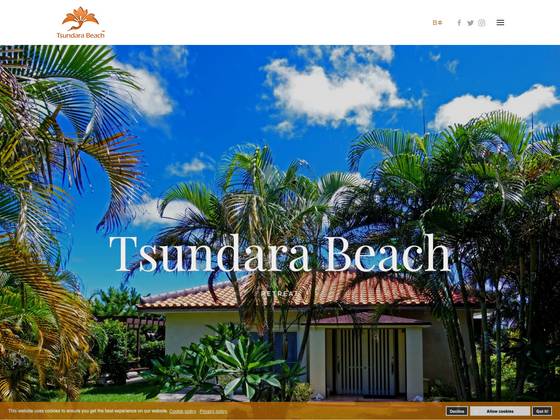 Tsundara Beach
Tsundara Beach
RETREAT
This website uses cookies to ensure you get the best experience on our website. Cookie policy Privacy policy
Decline
Allow cookies
Got it!